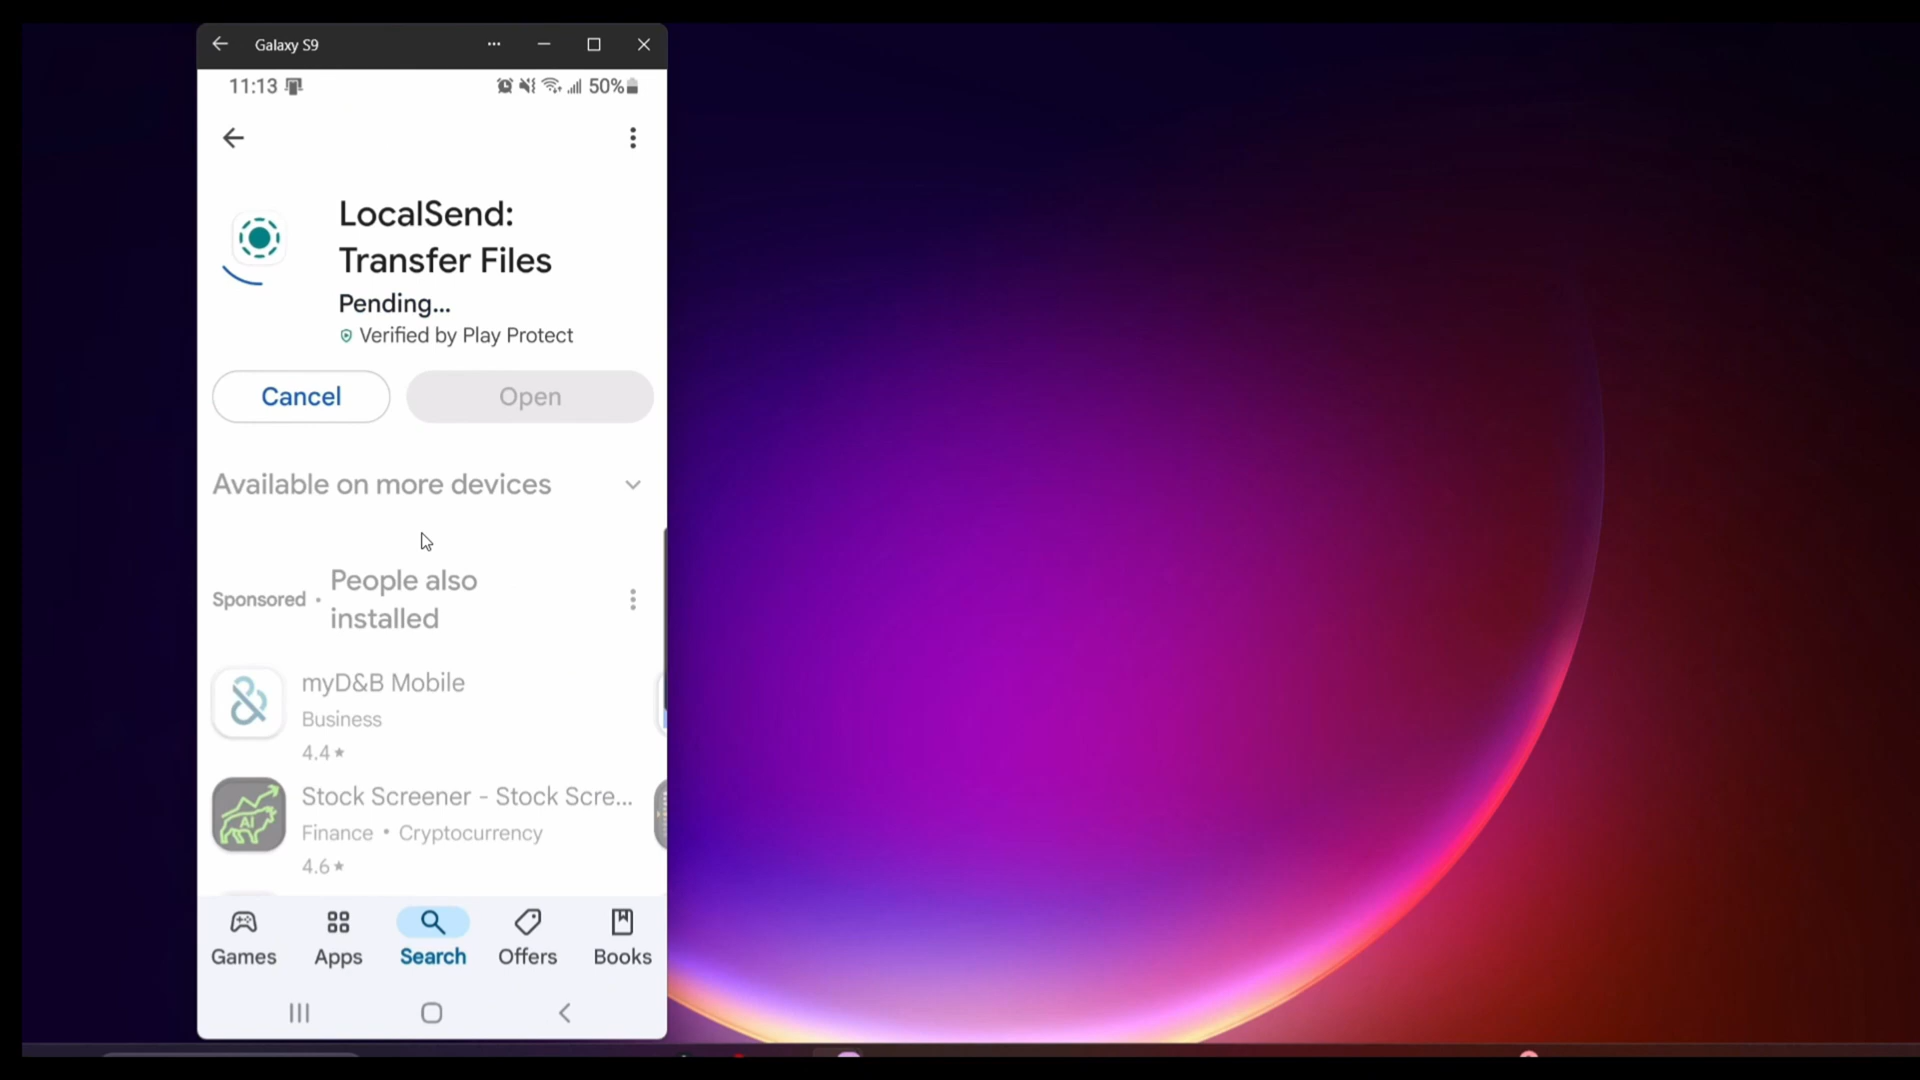 Galaxy S9
11:13
50%
LocalSend:
Transfer Files
Pending...
Verified by Play Protect
Cancel
Open
Available on more devices
Sponsored •
People also
installed
myD&B Mobile
Business
4.4★
AI
Stock Screener - Stock Scre...
Finance • Cryptocurrency
4.6★
Games
Apps
Search
Offers
Books